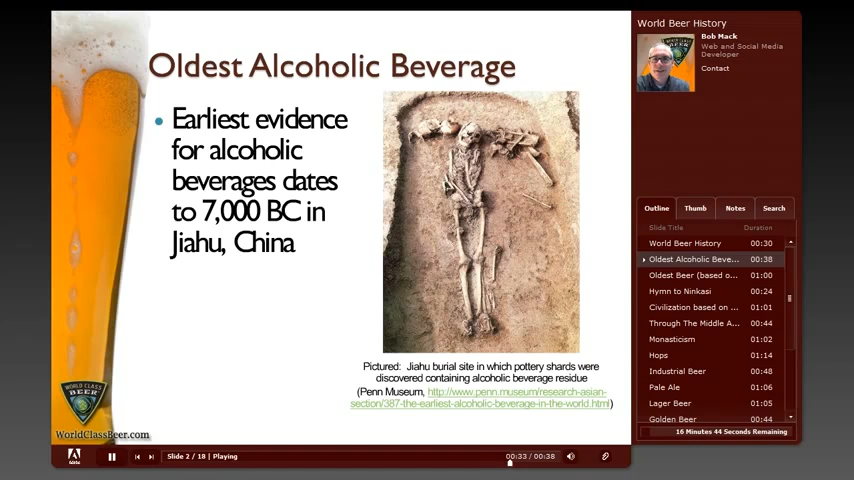 Oldest Alcoholic Beverage
• Earliest evidence
for alcoholic
beverages dates
to 7,000 BC in
Jiahu, China
Pictured: Jiahu burial site in which pottery shards were
discovered containing alcoholic beverage residue
(Penn Museum, http://www.penn.museum/research-asian-
section/387-the-earliest-alcoholic-beverage-in-the-world.html)
WORLD CLASS
BEER
WorldClassBeer.com
Adobe
Slide 2 / 18 | Playing
00:33 / 00:38
World Beer History
Bob Mack
Web and Social Media
Developer
Contact
Outline Thumb Notes Search
Slide Title Duration
World Beer History 00:30
Oldest Alcoholic Beve... 00:38
Oldest Beer (based o... 01:00
Hymn to Ninkasi 00:24
Civilization based on ... 01:01
Through The Middle A... 00:44
Monasticism 01:02
Hops 01:14
Industrial Beer 00:48
Pale Ale 01:06
Lager Beer 01:05
Golden Beer 00:44
16 Minutes 44 Seconds Remaining